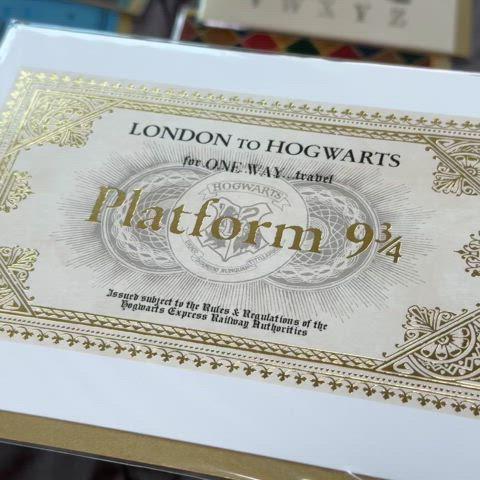 W X Y Z
LONDON TO HOGWARTS
for ONE WAY...travel
HOGWARTS
Platform 9¾
Issued subject to the Rules & Regulations of the
Hogwarts Express Railway Authorities